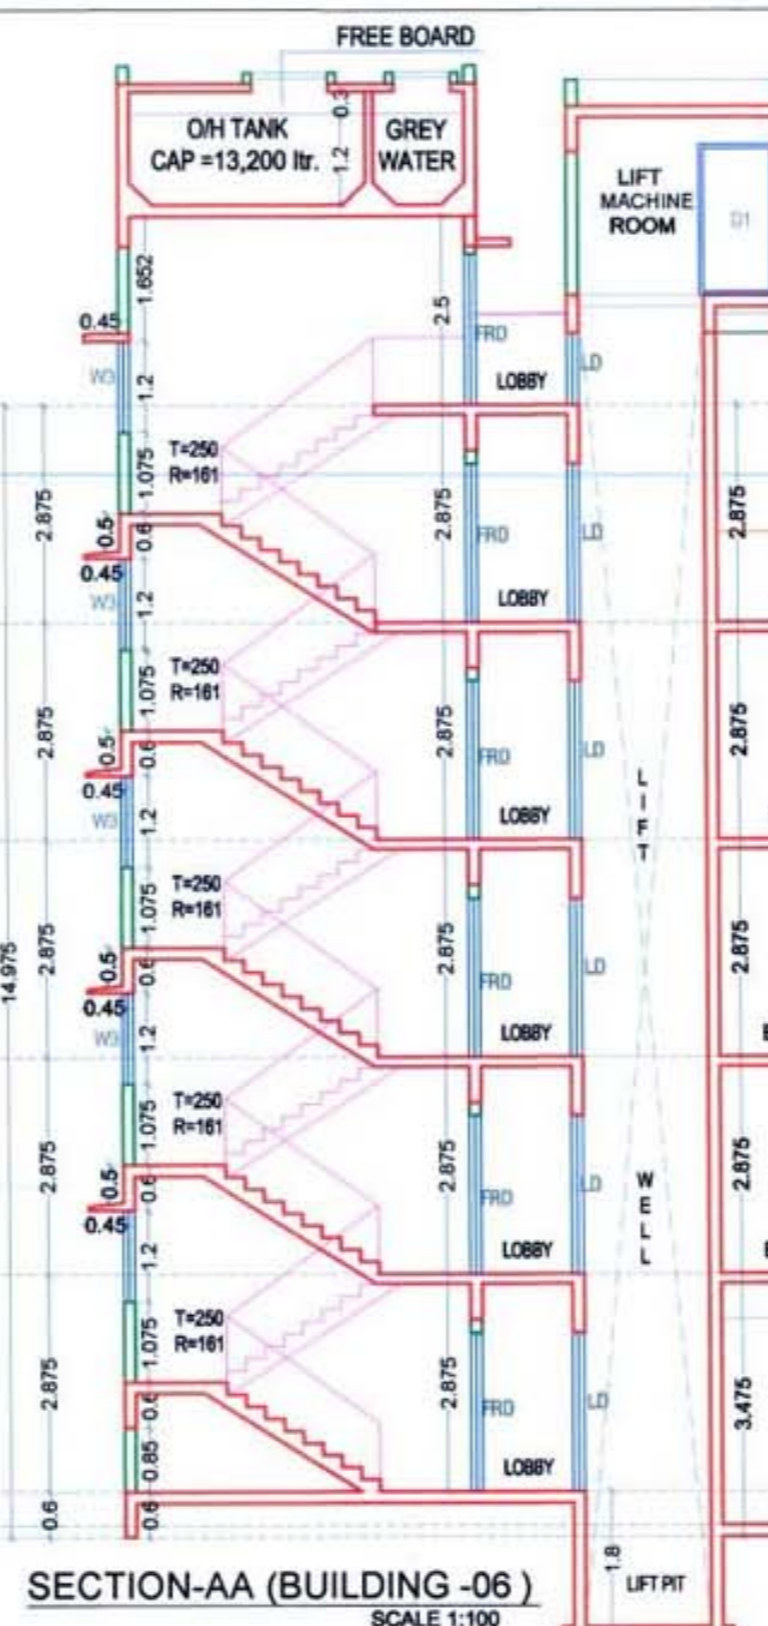 FREE BOARD
O/H TANK
CAP =13,200 ltr.
0.3
1.2
GREY
WATER
LIFT
MACHINE
ROOM
D1
1.652
2.5
0.45
FRD
LD
W3
1.2
LOBBY
T=250
R=161
1.075
2.875
2.875
2.875
0.5
0.6
FRD
LD
0.45
W3
1.2
LOBBY
T=250
R=161
1.075
2.875
2.875
2.875
0.5
0.6
FRD
LD
0.45
W3
1.2
LOBBY
LIFT
T=250
R=161
1.075
2.875
2.875
2.875
14.975
0.5
0.6
FRD
LD
0.45
W3
1.2
LOBBY
T=250
R=161
1.075
2.875
2.875
2.875
0.5
0.6
FRD
LD
WELL
0.45
1.2
LOBBY
T=250
R=161
1.075
2.875
2.875
3.475
0.6
FRD
LD
0.85
LOBBY
0.6
0.6
1.8
LIFT PIT
SECTION-AA (BUILDING -06 )
SCALE 1:100